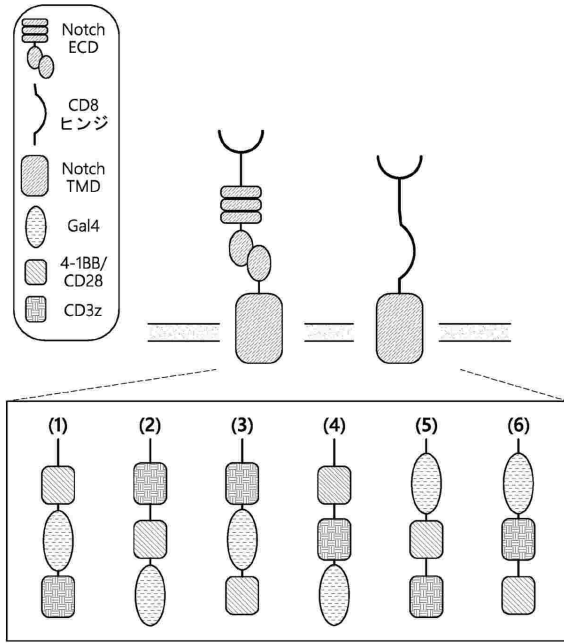 Notch
ECD
CD8
ヒンジ
Notch
TMD
Gal4
4-1BB/
CD28
CD3z
(1) (2) (3) (4) (5) (6)